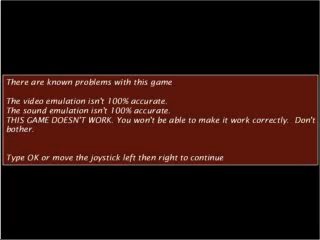 There are known problems with this game
The video emulation isn't 100% accurate.
The sound emulation isn't 100% accurate.
THIS GAME DOESN'T WORK. You won't be able to make it work correctly. Don't
bother.
Type OK or move the joystick left then right to continue